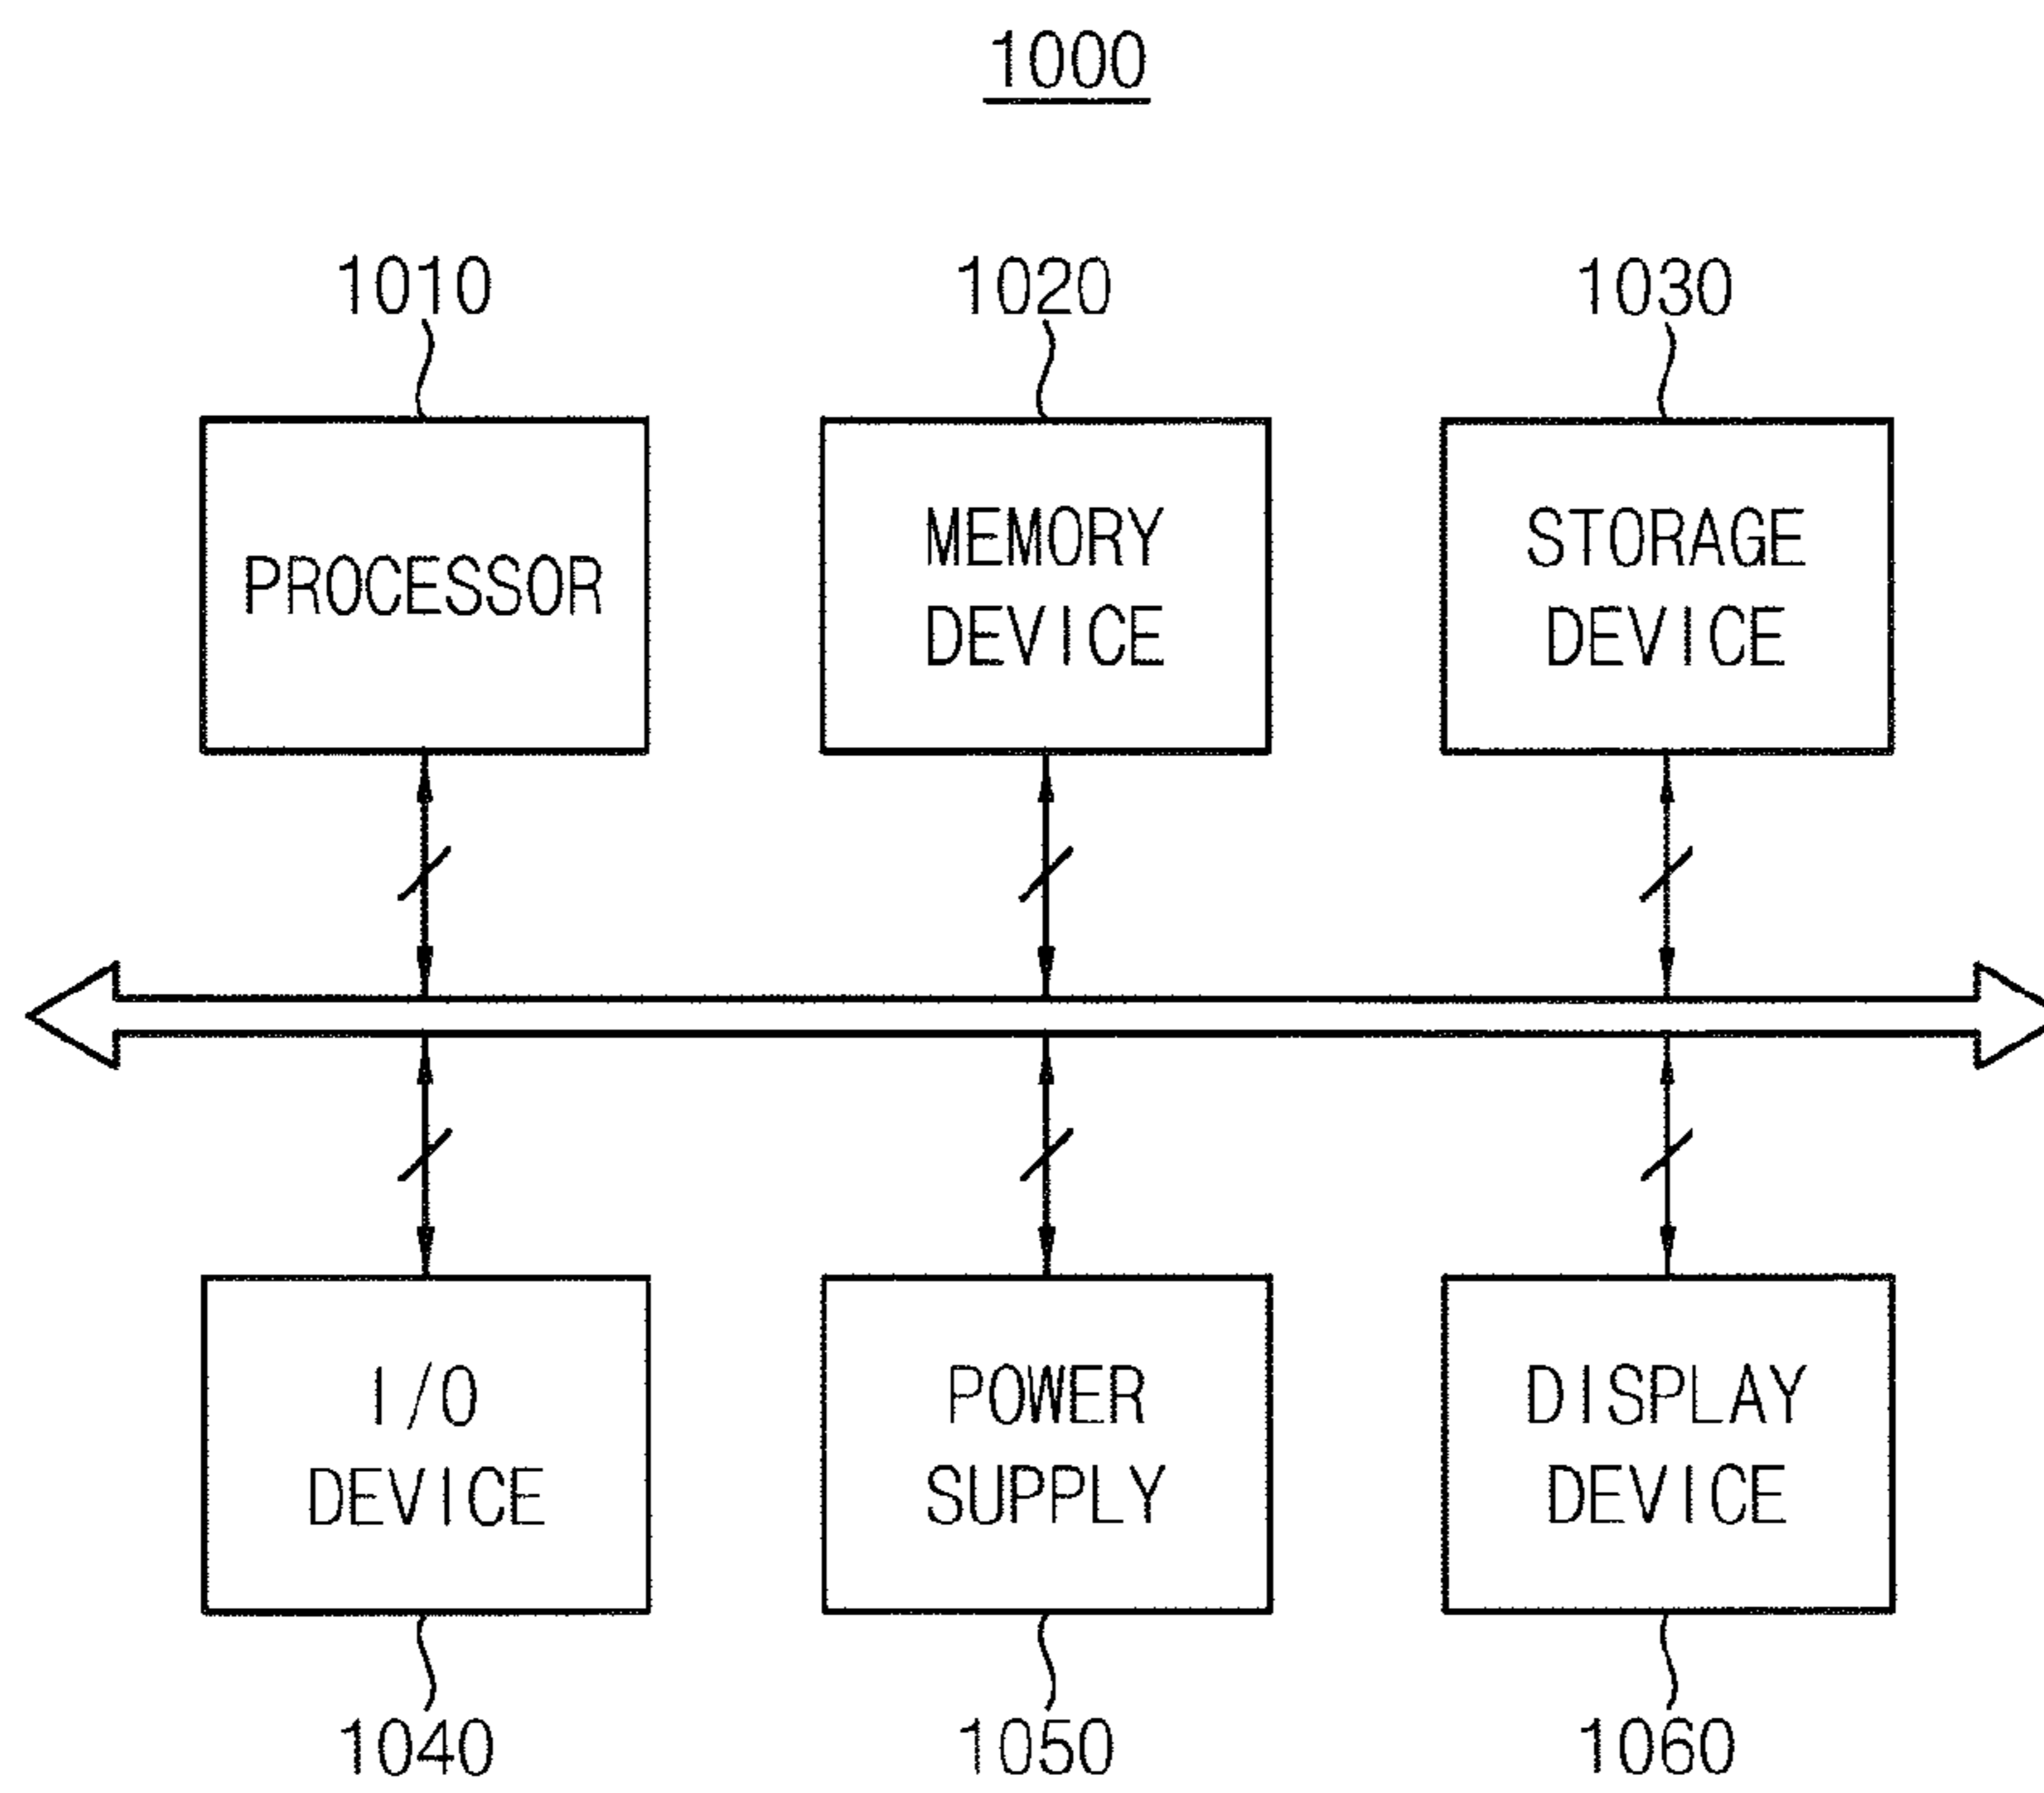 1000
1010
1020
1030
PROCESSOR
MEMORY
DEVICE
STORAGE
DEVICE
I/O
DEVICE
POWER
SUPPLY
DISPLAY
DEVICE
1040
1050
1060